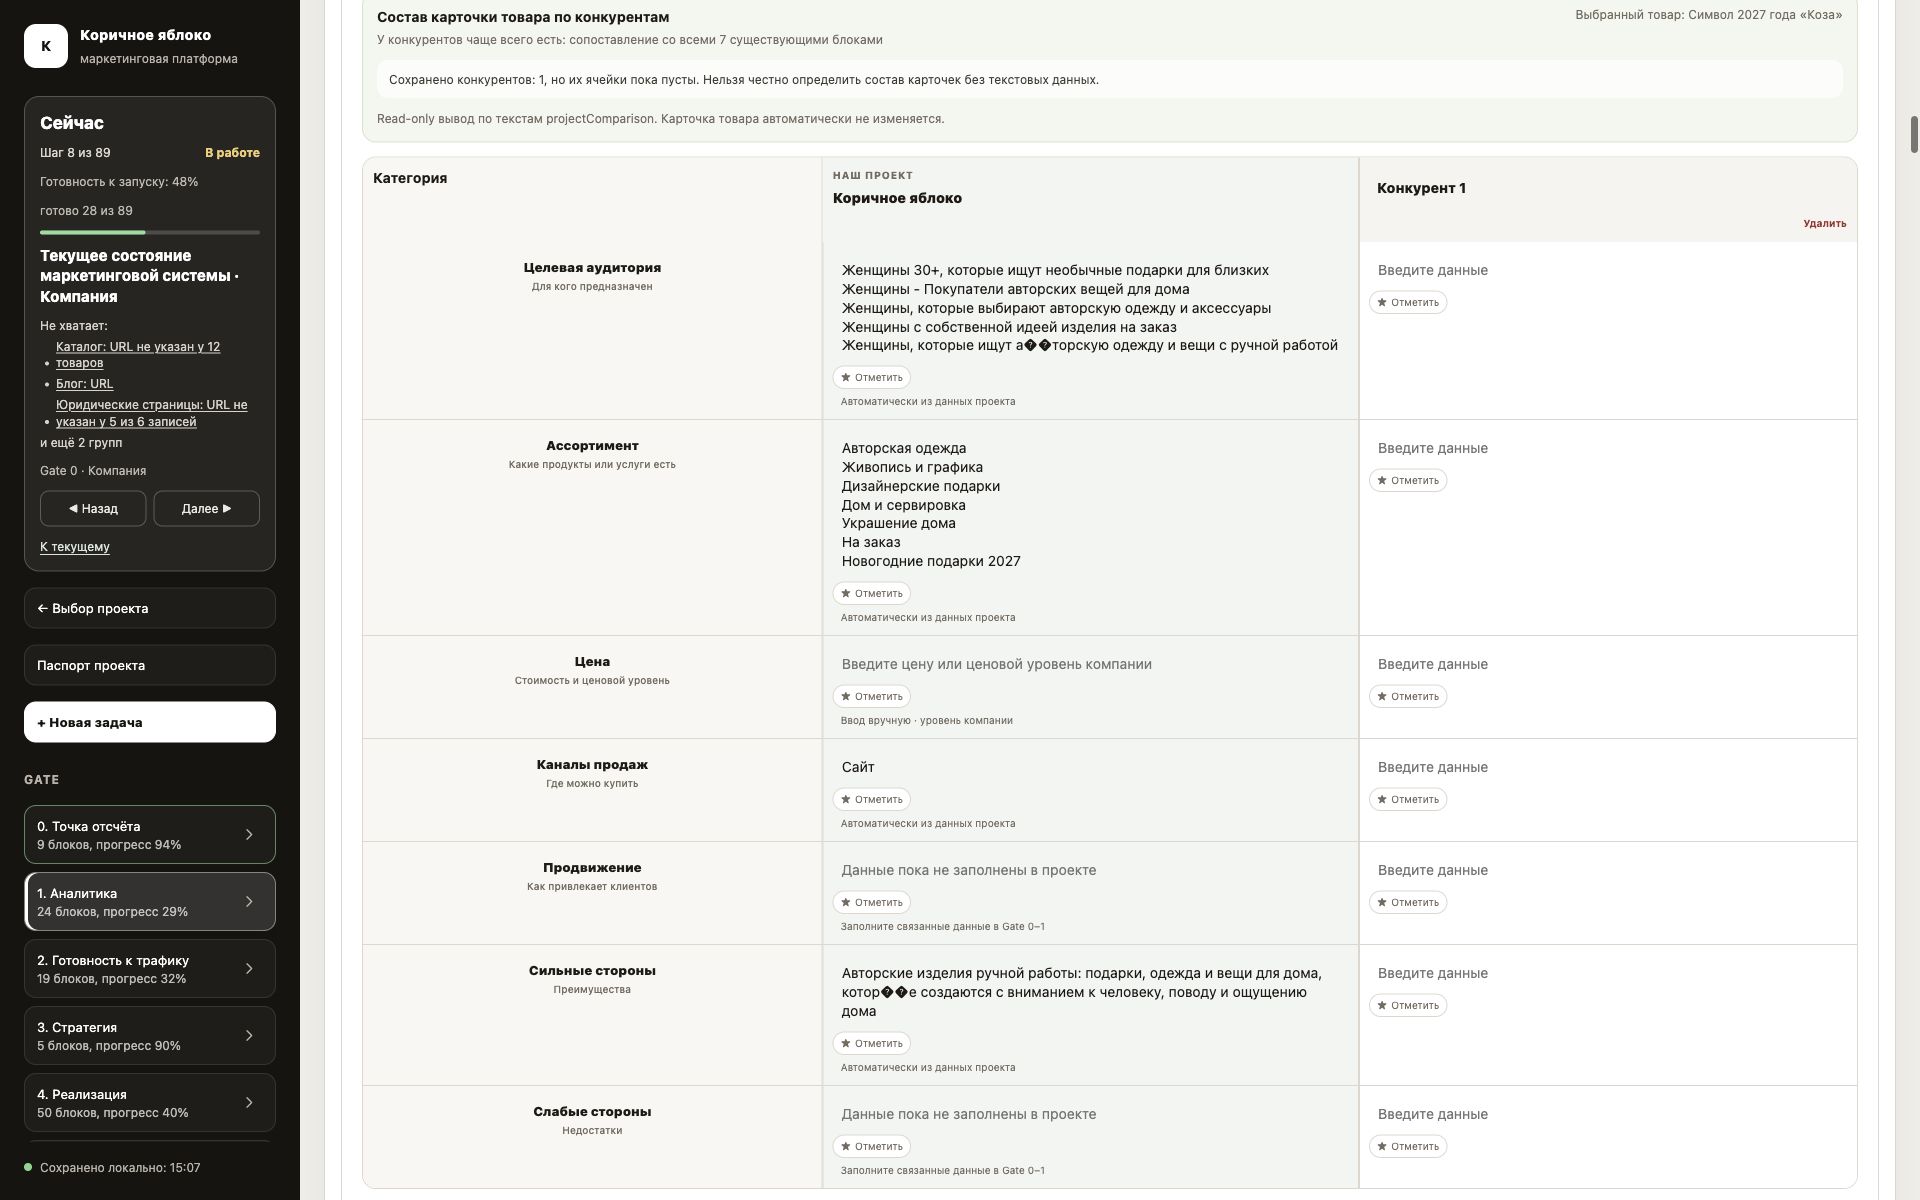 К
Коричное яблоко
маркетинговая платформа
Сейчас
Шаг 8 из 89
В работе
Готовность к запуску: 48%
готово 28 из 89
Текущее состояние
маркетинговой системы ·
Компания
Не хватает:
• Каталог: URL не указан у 12
товаров
• Блог: URL
• Юридические страницы: URL не
указан у 5 из 6 записей
и ещё 2 групп
Gate 0 · Компания
◀ Назад
Далее ▶
К текущему
← Выбор проекта
Паспорт проекта
+ Новая задача
GATE
0. Точка отсчёта
9 блоков, прогресс 94%
1. Аналитика
24 блоков, прогресс 29%
2. Готовность к трафику
19 блоков, прогресс 32%
3. Стратегия
5 блоков, прогресс 90%
4. Реализация
50 блоков, прогресс 40%
Сохранено локально: 15:07
Состав карточки товара по конкурентам
Выбранный товар: Символ 2027 года «Коза»
У конкурентов чаще всего есть: сопоставление со всеми 7 существующими блоками
Сохранено конкурентов: 1, но их ячейки пока пусты. Нельзя честно определить состав карточек без текстовых данных.
Read-only вывод по текстам projectComparison. Карточка товара автоматически не изменяется.
Категория
НАШ ПРОЕКТ
Коричное яблоко
Конкурент 1
Удалить
Целевая аудитория
Для кого предназначен
Женщины 30+, которые ищут необычные подарки для близких
Женщины - Покупатели авторских вещей для дома
Женщины, которые выбирают авторскую одежду и аксессуары
Женщины с собственной идеей изделия на заказ
Женщины, которые ищут а��торскую одежду и вещи с ручной работой
★ Отметить
Автоматически из данных проекта
Введите данные
★ Отметить
Ассортимент
Какие продукты или услуги есть
Авторская одежда
Живопись и графика
Дизайнерские подарки
Дом и сервировка
Украшение дома
На заказ
Новогодние подарки 2027
★ Отметить
Автоматически из данных проекта
Введите данные
★ Отметить
Цена
Стоимость и ценовой уровень
Введите цену или ценовой уровень компании
★ Отметить
Ввод вручную · уровень компании
Введите данные
★ Отметить
Каналы продаж
Где можно купить
Сайт
★ Отметить
Автоматически из данных проекта
Введите данные
★ Отметить
Продвижение
Как привлекает клиентов
Данные пока не заполнены в проекте
★ Отметить
Заполните связанные данные в Gate 0–1
Введите данные
★ Отметить
Сильные стороны
Преимущества
Авторские изделия ручной работы: подарки, одежда и вещи для дома,
котор��е создаются с вниманием к человеку, поводу и ощущению
дома
★ Отметить
Автоматически из данных проекта
Введите данные
★ Отметить
Слабые стороны
Недостатки
Данные пока не заполнены в проекте
★ Отметить
Заполните связанные данные в Gate 0–1
Введите данные
★ Отметить